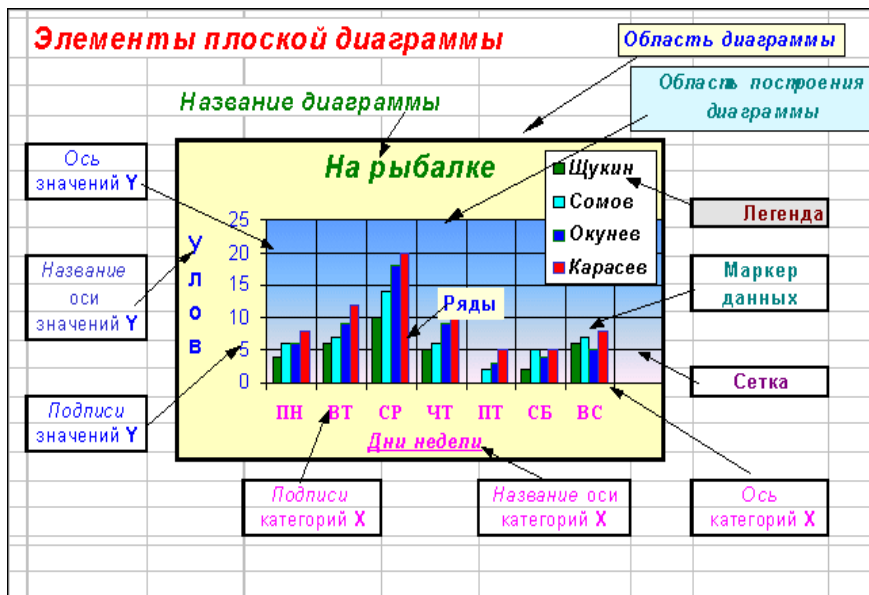 Элементы плоской диаграммы
Область диаграммы
Область построения
диаграммы
Название диаграммы
Ось
значений Y
На рыбалке
Щукин
Сомов
Окунев
Карасев
Легенда
Название
оси
значений Y
У
л
о
в
25
20
15
10
5
0
Ряды
Маркер
данных
Сетка
Подписи
значений Y
ПН ВТ СР ЧТ ПТ СБ ВС
Дни недели
Подписи
категорий X
Название оси
категорий X
Ось
категорий X